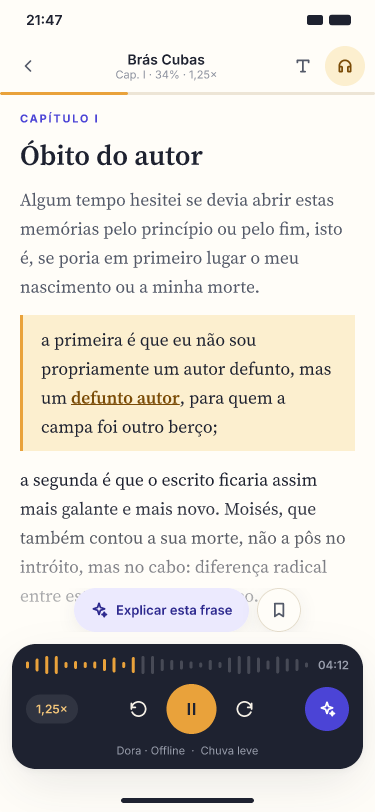 21:47
Brás Cubas
Cap. I · 34% · 1,25×
CAPÍTULO I
Óbito do autor
Algum tempo hesitei se devia abrir estas
memórias pelo princípio ou pelo fim, isto
é, se poria em primeiro lugar o meu
nascimento ou a minha morte.
a primeira é que eu não sou
propriamente um autor defunto, mas
um defunto autor, para quem a
campa foi outro berço;
a segunda é que o escrito ficaria assim
mais galante e mais novo. Moisés, que
também contou a sua morte, não a pôs no
intróito, mas no cabo: diferença radical
entre
Explicar esta frase
04:12
1,25×
Dora · Offline · Chuva leve